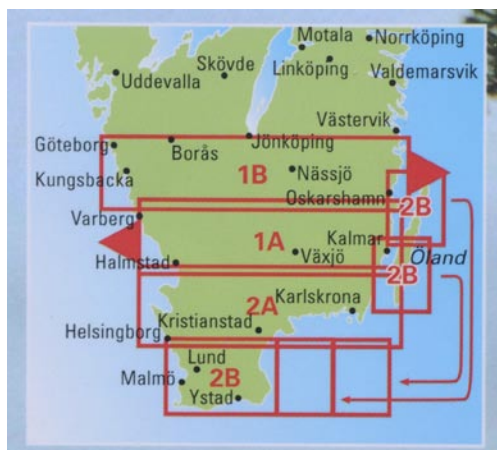 Motala
Norrköping
Skövde
Linköping
Uddevalla
Valdemarsvik
Västervik
Göteborg
Borås
Jönköping
Kungsbacka
1B
Nässjö
Oskarshamn
2B
Varberg
1A
Växjö
Kalmar
Öland
Halmstad
2B
2A
Karlskrona
Kristianstad
Helsingborg
Lund
2B
Malmö
Ystad